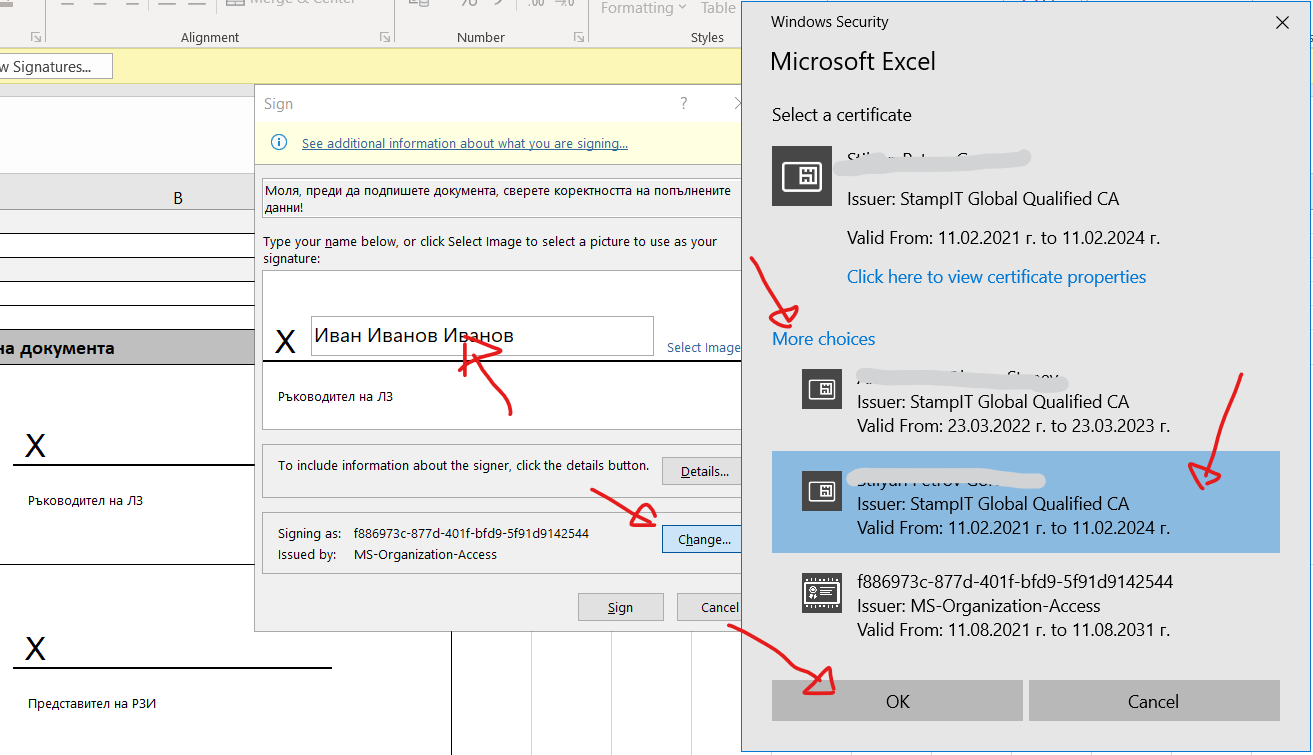 Merge & Center
.00
Formatting
Table
Alignment
Number
Styles
w Signatures...
B
на документа
X
Ръководител на ЛЗ
X
Представител на РЗИ
Sign
?
See additional information about what you are signing...
Моля, преди да подпишете документа, сверете коректността на попълнените
данни!
Type your name below, or click Select Image to select a picture to use as your
signature:
X
Иван Иванов Иванов
Select Image
Ръководител на ЛЗ
To include information about the signer, click the details button.
Details...
Signing as: f886973c-877d-401f-bfd9-5f91d9142544
Change...
Issued by: MS-Organization-Access
Sign
Cancel
Windows Security
Microsoft Excel
Select a certificate
Issuer: StampIT Global Qualified CA
Valid From: 11.02.2021 г. to 11.02.2024 г.
Click here to view certificate properties
More choices
Issuer: StampIT Global Qualified CA
Valid From: 23.03.2022 г. to 23.03.2023 г.
Issuer: StampIT Global Qualified CA
Valid From: 11.02.2021 г. to 11.02.2024 г.
f886973c-877d-401f-bfd9-5f91d9142544
Issuer: MS-Organization-Access
Valid From: 11.08.2021 г. to 11.08.2031 г.
OK
Cancel